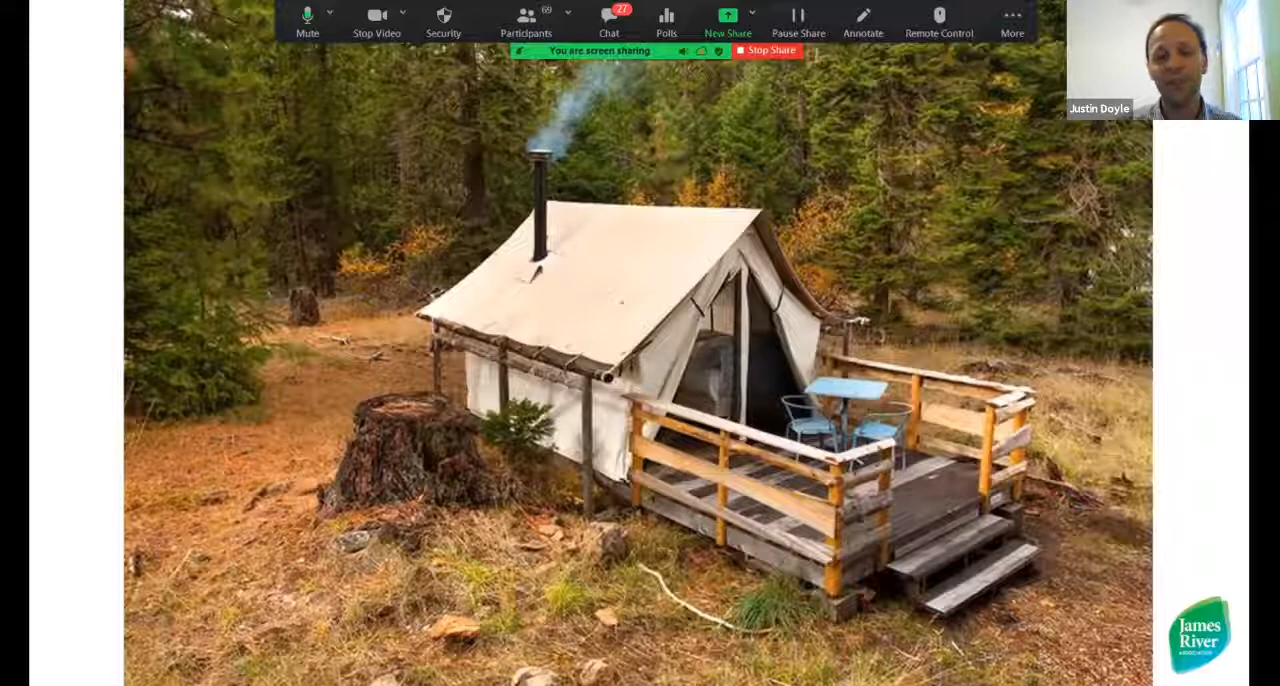 69
27
Mute
Stop Video
Security
Participants
Chat
Polls
New Share
Pause Share
Annotate
Remote Control
More
You are screen sharing
Stop Share
Justin Doyle
James
River
ASSOCIATION